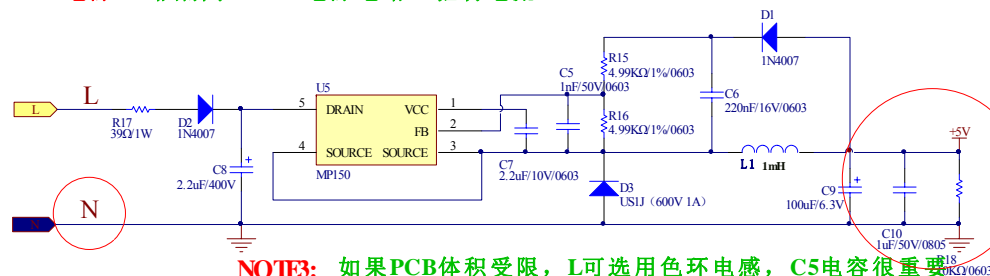 D1
1N4007
R15
4.99KΩ/1%/0603
C5
1nF/50V/0603
U5
L
L
R17
39Ω/1W
D2
1N4007
5
DRAIN
VCC
1
FB
2
4
SOURCE
SOURCE
3
MP150
C6
220nF/16V/0603
R16
4.99KΩ/1%/0603
+5V
C7
2.2uF/10V/0603
L1 1mH
C8
+
2.2uF/400V
D3
US1J（600V 1A）
C9
+
100uF/6.3V
N
C10
1uF/50V/0805
R18
0KΩ/0603
NOTE3: 如果PCB体积受限，L可选用色环电感，C5电容很重要